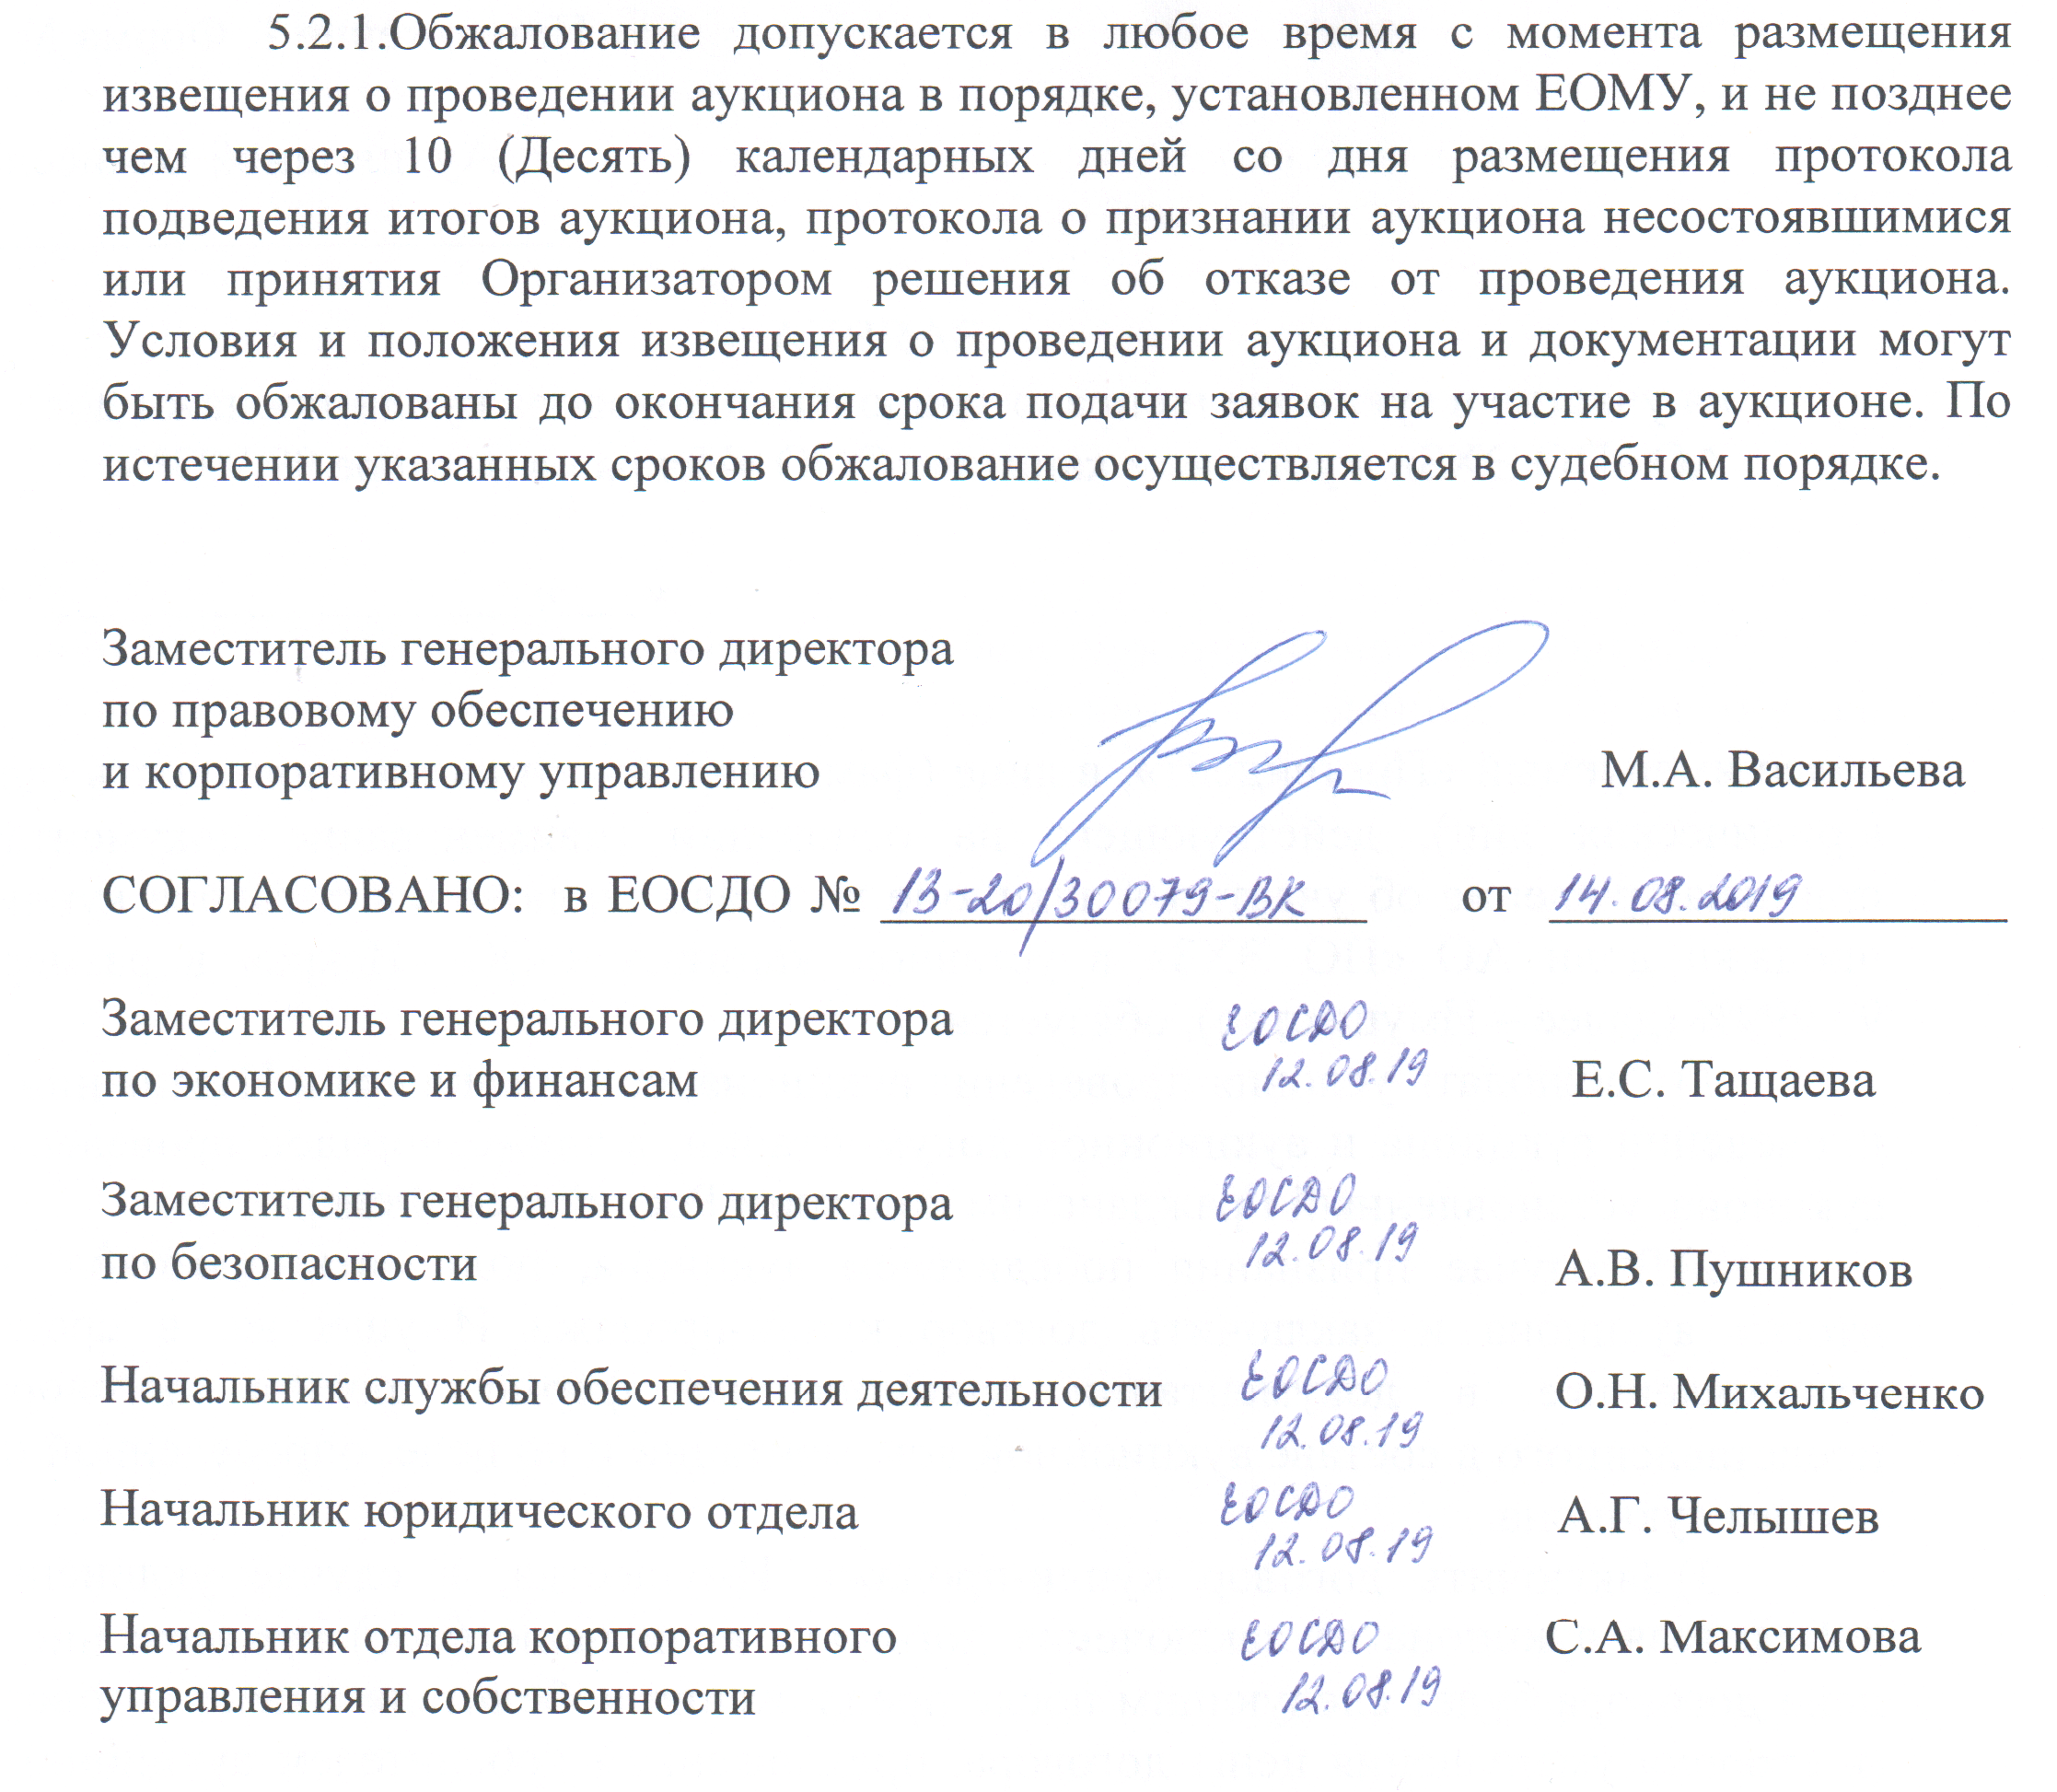 5.2.1.Обжалование допускается в любое время с момента размещения
извещения о проведении аукциона в порядке, установленном ЕОМУ, и не позднее
чем через 10 (Десять) календарных дней со дня размещения протокола
подведения итогов аукциона, протокола о признании аукциона несостоявшимися
или принятия Организатором решения об отказе от проведения аукциона.
Условия и положения извещения о проведении аукциона и документации могут
быть обжалованы до окончания срока подачи заявок на участие в аукционе. По
истечении указанных сроков обжалование осуществляется в судебном порядке.
Заместитель генерального директора
по правовому обеспечению
и корпоративному управлению М.А. Васильева
СОГЛАСОВАНО: в ЕОСДО № 13-20/30079-ВК от 14.08.2019
Заместитель генерального директора ЕОСДО
по экономике и финансам 12.08.19 Е.С. Тащаева
Заместитель генерального директора ЕОСДО
по безопасности 12.08.19 А.В. Пушников
Начальник службы обеспечения деятельности ЕОСДО О.Н. Михальченко
12.08.19
Начальник юридического отдела ЕОСДО А.Г. Челышев
12.08.19
Начальник отдела корпоративного ЕОСДО С.А. Максимова
управления и собственности 12.08.19